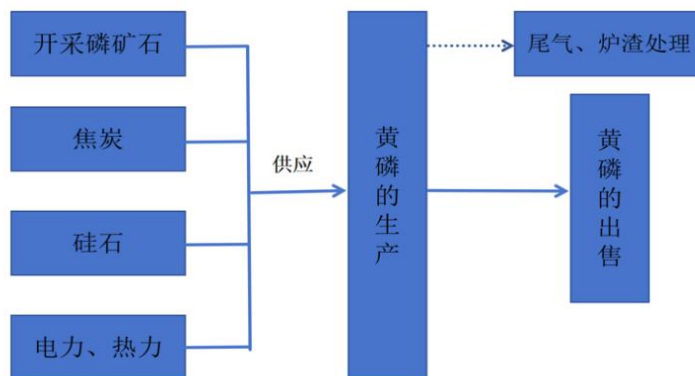 开采磷矿石
焦炭
硅石
电力、热力
供应
黄磷的生产
尾气、炉渣处理
黄磷的出售